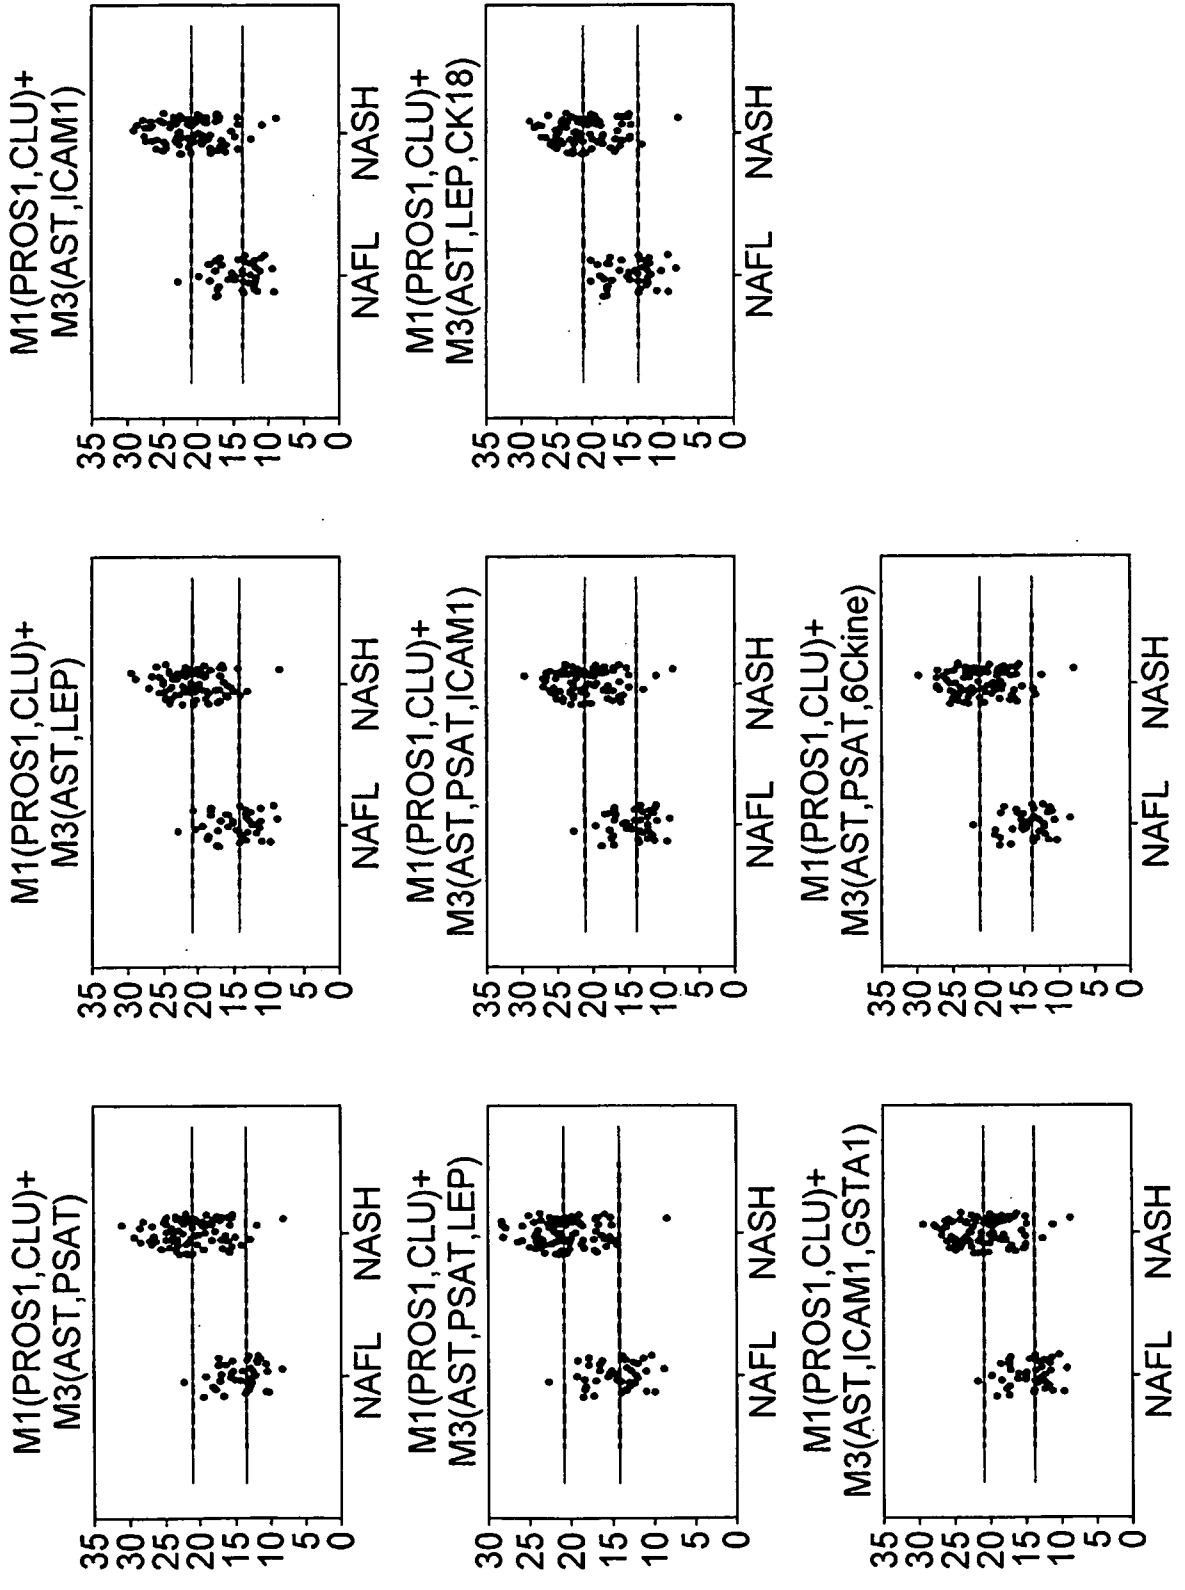 M1(PROS1,CLU)+
M3(AST,PSAT)
35
30
25
20
15
10
5
0
NAFL NASH
M1(PROS1,CLU)+
M3(AST,LEP)
35
30
25
20
15
10
5
0
NAFL NASH
M1(PROS1,CLU)+
M3(AST,ICAM1)
35
30
25
20
15
10
5
0
NAFL NASH
M1(PROS1,CLU)+
M3(AST,PSAT,LEP)
30
25
20
15
10
5
0
NAFL NASH
M1(PROS1,CLU)+
M3(AST,PSAT,ICAM1)
35
30
25
20
15
10
5
0
NAFL NASH
M1(PROS1,CLU)+
M3(AST,LEP,CK18)
35
30
25
20
15
10
5
0
NAFL NASH
M1(PROS1,CLU)+
M3(AST,ICAM1,GSTA1)
35
30
25
20
15
10
5
0
NAFL NASH
M1(PROS1,CLU)+
M3(AST,PSAT,6Ckine)
35
30
25
20
15
10
5
0
NAFL NASH